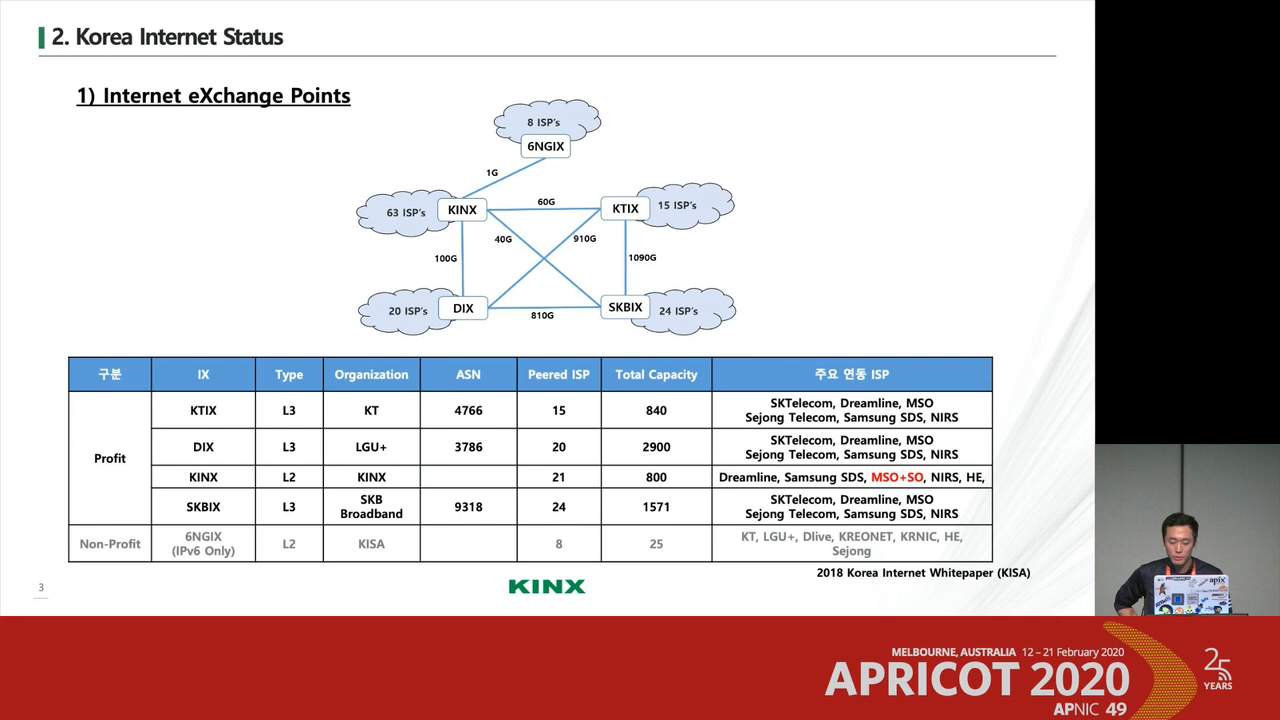 2. Korea Internet Status
1) Internet eXchange Points
8 ISP's
6NGIX
1G
63 ISP's
KINX
60G
KTIX
15 ISP's
40G
910G
100G
1090G
20 ISP's
DIX
810G
SKBIX
24 ISP's
구분 IX Type Organization ASN Peered ISP Total Capacity 주요 연동 ISP
Profit
KTIX L3 KT 4766 15 840
SKTelecom, Dreamline, MSO
Sejong Telecom, Samsung SDS, NIRS
DIX L3 LGU+ 3786 20 2900
SKTelecom, Dreamline, MSO
Sejong Telecom, Samsung SDS, NIRS
KINX L2 KINX 21 800 Dreamline, Samsung SDS, MSO+SO, NIRS, HE,
SKBIX L3
SKB
Broadband
9318 24 1571
SKTelecom, Dreamline, MSO
Sejong Telecom, Samsung SDS, NIRS
Non-Profit
6NGIX
(IPv6 Only)
L2 KISA 8 25
KT, LGU+, Dlive, KREONET, KRNIC, HE,
Sejong
2018 Korea Internet Whitepaper (KISA)
3
KINX
apix
MELBOURNE, AUSTRALIA 12 – 21 February 2020
APRICOT 2020
APNIC 49
25
YEARS